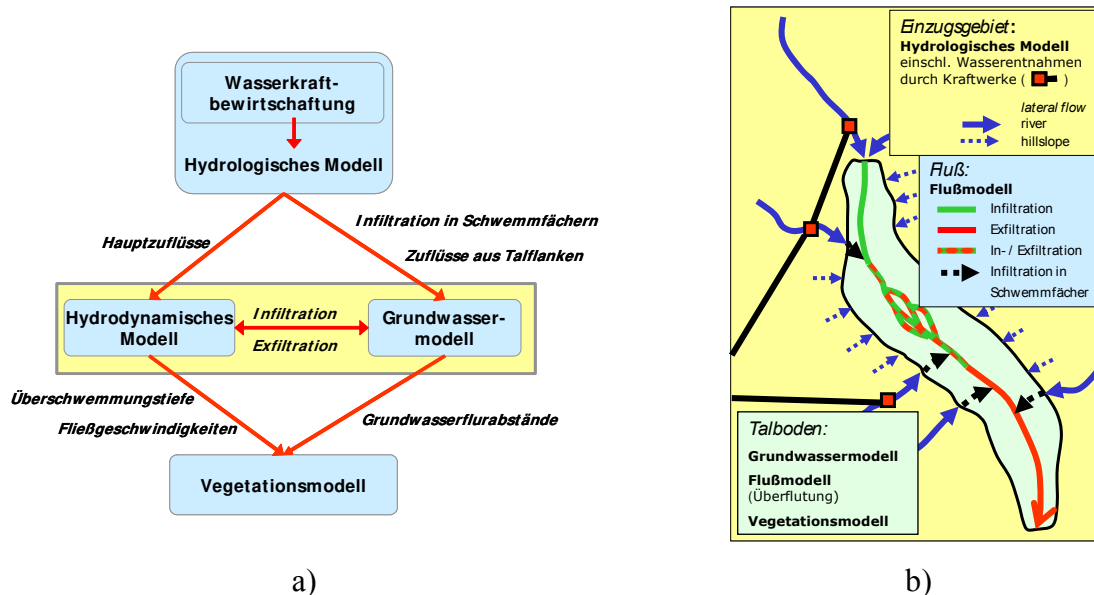 Wasserkraft-
bewirtschaftung
Hydrologisches Modell
Hauptzuflüsse
Infiltration in Schwemmfächern
Zuflüsse aus Talflanken
Hydrodynamisches
Modell
Infiltration
Exfiltration
Grundwasser-
modell
Überschwemmungstiefe
Fließgeschwindigkeiten
Grundwasserflurabstände
Vegetationsmodell
a)
Einzugsgebiet:
Hydrologisches Modell
einschl. Wasserentnahmen
durch Kraftwerke ( )
lateral flow
river
hillslope
Fluß:
Flußmodell
Infiltration
Exfiltration
In- / Exfiltration
Infiltration in
Schwemmfächer
Talboden:
Grundwassermodell
Flußmodell
(Überflutung)
Vegetationsmodell
b)